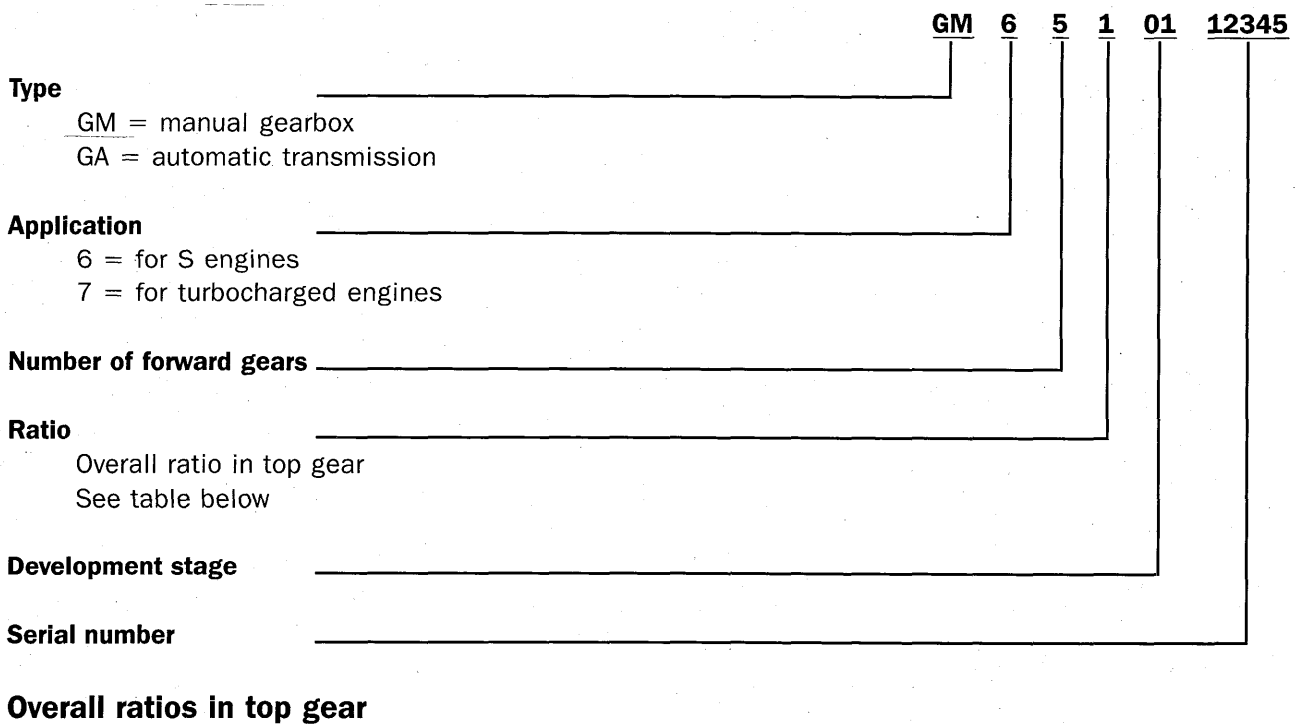 GM 6 5 1 01 12345
Type
GM = manual gearbox
GA = automatic transmission
Application
6 = for S engines
7 = for turbocharged engines
Number of forward gears
Ratio
Overall ratio in top gear
See table below
Development stage
Serial number
Overall ratios in top gear